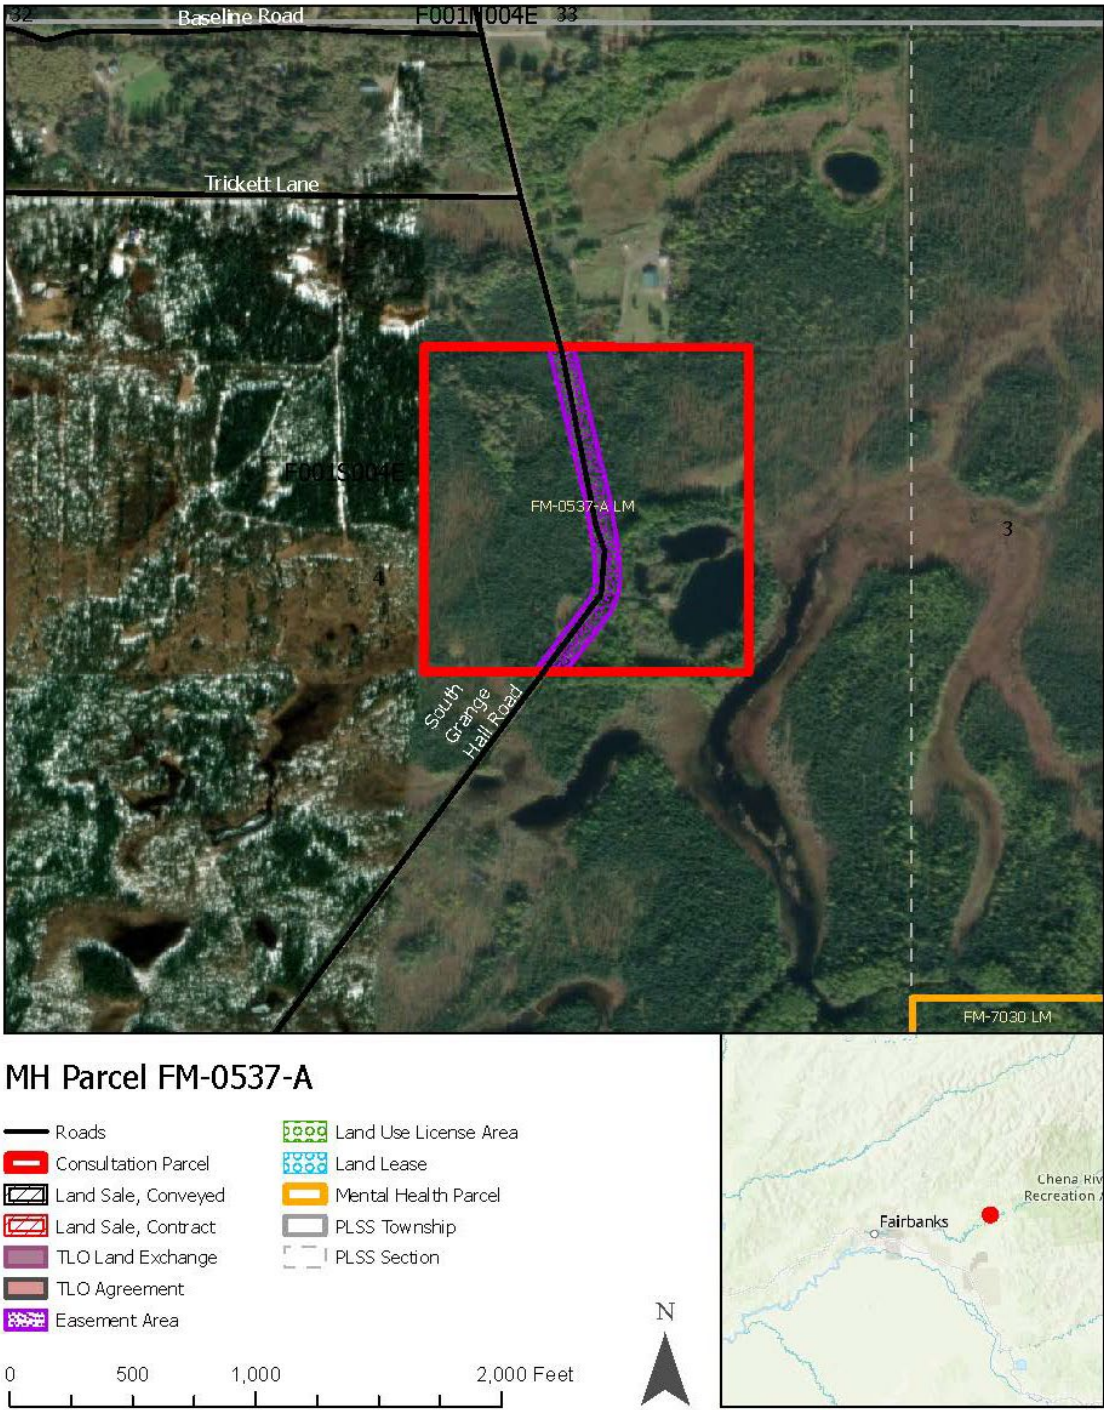 32
Baseline Road
F001N004E
33
Trickett Lane
F001S004E
FM-0537-A LM
3
4
South
Grange
Hall Road
FM-7030 LM
MH Parcel FM-0537-A
Roads
Consultation Parcel
Land Sale, Conveyed
Land Sale, Contract
TLO Land Exchange
TLO Agreement
Easement Area
Land Use License Area
Land Lease
Mental Health Parcel
PLSS Township
PLSS Section
0 500 1,000 2,000 Feet
N
Chena Riv
Recreation A
Fairbanks